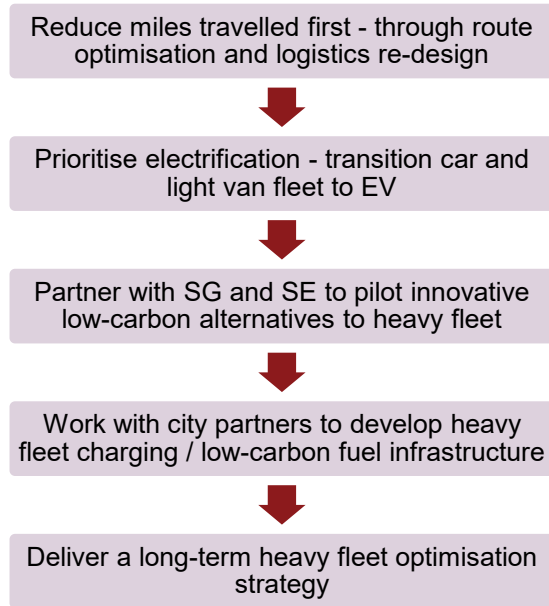 Reduce miles travelled first - through route
optimisation and logistics re-design
Prioritise electrification - transition car and
light van fleet to EV
Partner with SG and SE to pilot innovative
low-carbon alternatives to heavy fleet
Work with city partners to develop heavy
fleet charging / low-carbon fuel infrastructure
Deliver a long-term heavy fleet optimisation
strategy